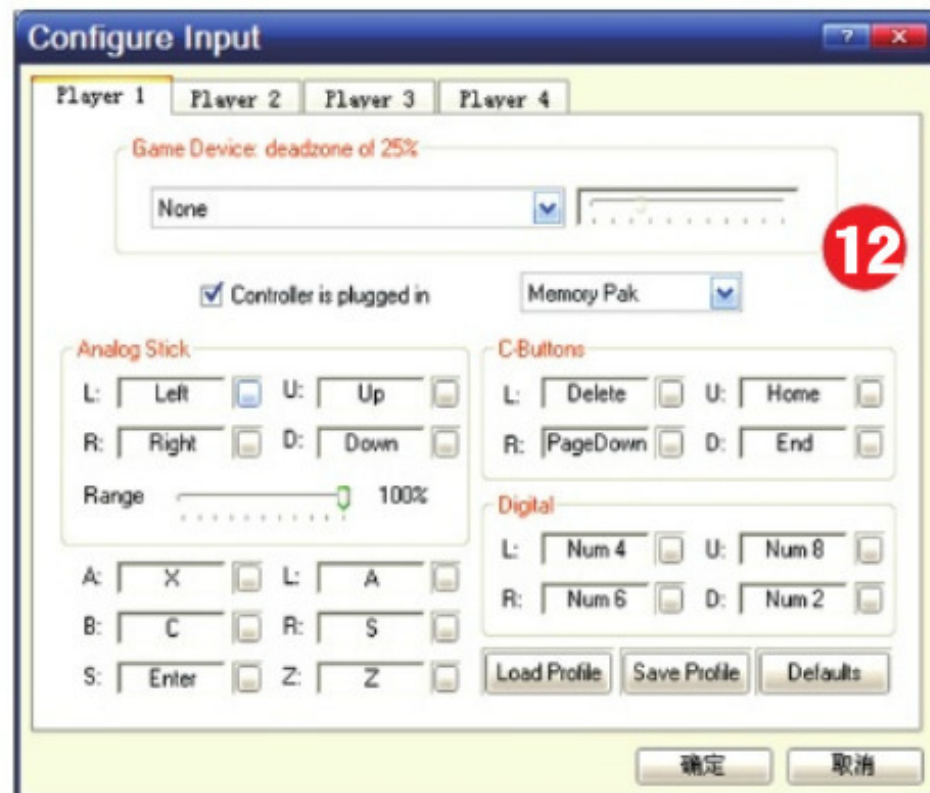 Configure Input
Player 1 Player 2 Player 3 Player 4
Game Device: deadzone of 25%
None
12
Controller is plugged in Memory Pak
Analog Stick
L: Left U: Up
R: Right D: Down
Range 100%
C-Buttons
L: Delete U: Home
R: PageDown D: End
Digital
L: Num 4 U: Num 8
R: Num 6 D: Num 2
A: X L: A
B: C R: S
S: Enter Z: Z
Load Profile Save Profile Defaults
确定 取消